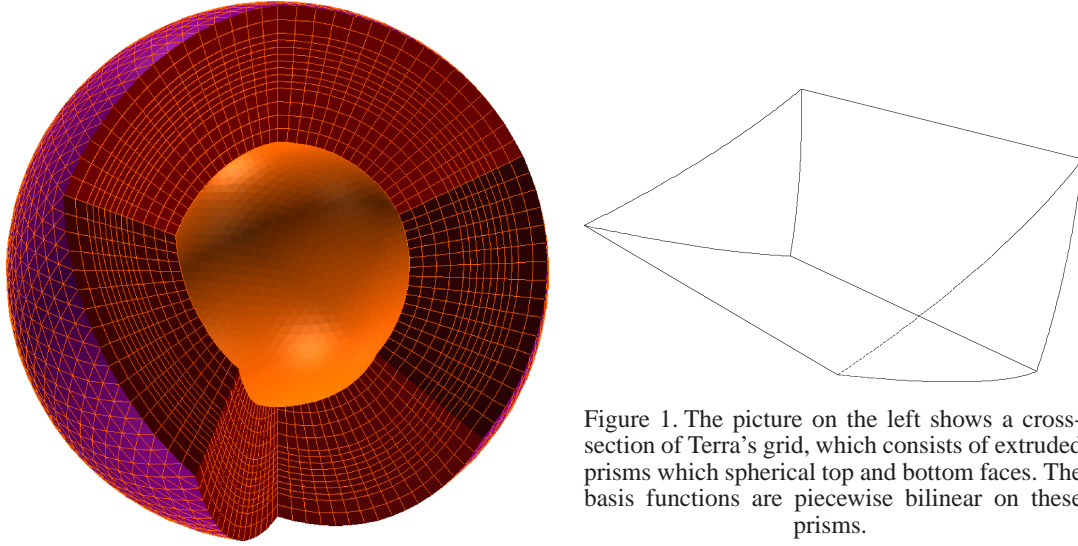 Figure 1. The picture on the left shows a cross-
section of Terra's grid, which consists of extruded
prisms which spherical top and bottom faces. The
basis functions are piecewise bilinear on these
prisms.